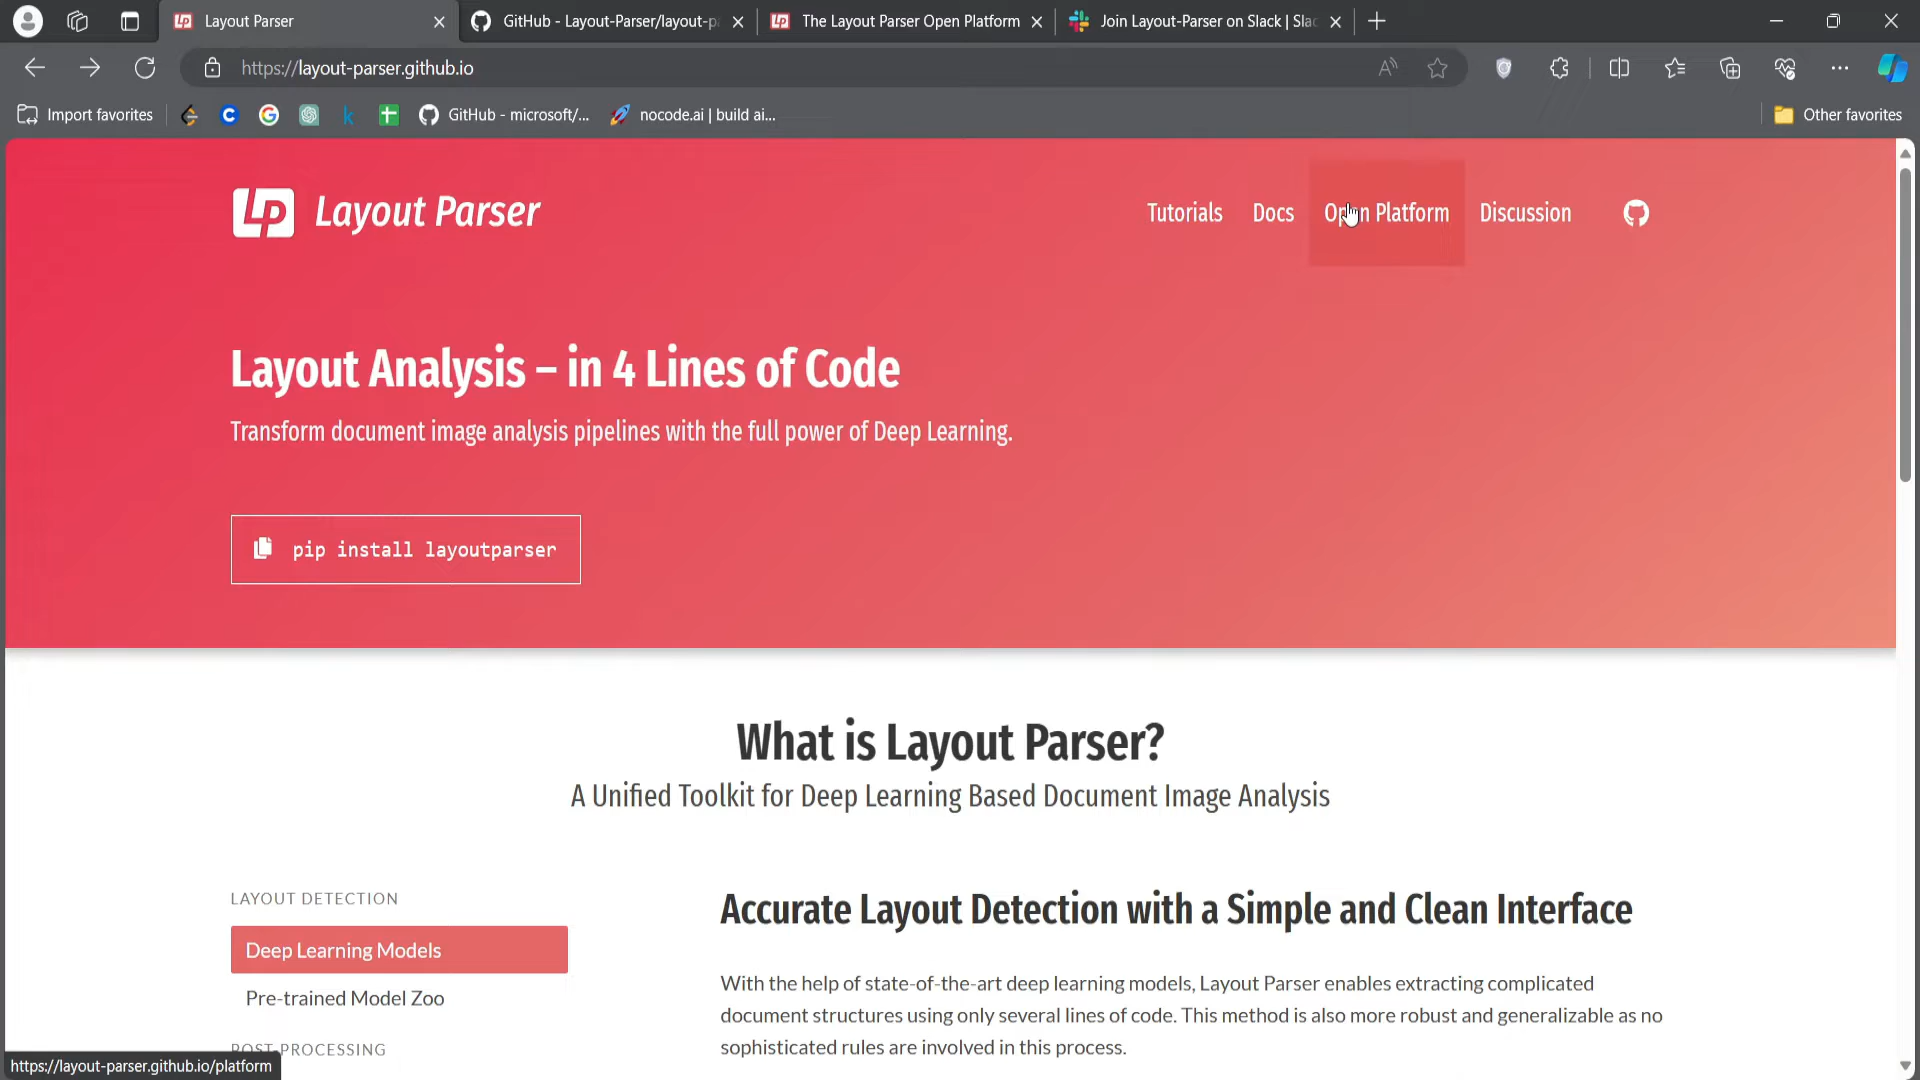 Layout Parser
GitHub - Layout-Parser/layout-p
The Layout Parser Open Platform
Join Layout-Parser on Slack | Slac
https://layout-parser.github.io
Import favorites
GitHub - microsoft/...
nocode.ai | build ai...
Other favorites
LP Layout Parser
Tutorials
Docs
Open Platform
Discussion
Layout Analysis – in 4 Lines of Code
Transform document image analysis pipelines with the full power of Deep Learning.
pip install layoutparser
What is Layout Parser?
A Unified Toolkit for Deep Learning Based Document Image Analysis
LAYOUT DETECTION
Deep Learning Models
Pre-trained Model Zoo
POST-PROCESSING
Accurate Layout Detection with a Simple and Clean Interface
With the help of state-of-the-art deep learning models, Layout Parser enables extracting complicated
document structures using only several lines of code. This method is also more robust and generalizable as no
sophisticated rules are involved in this process.
https://layout-parser.github.io/platform